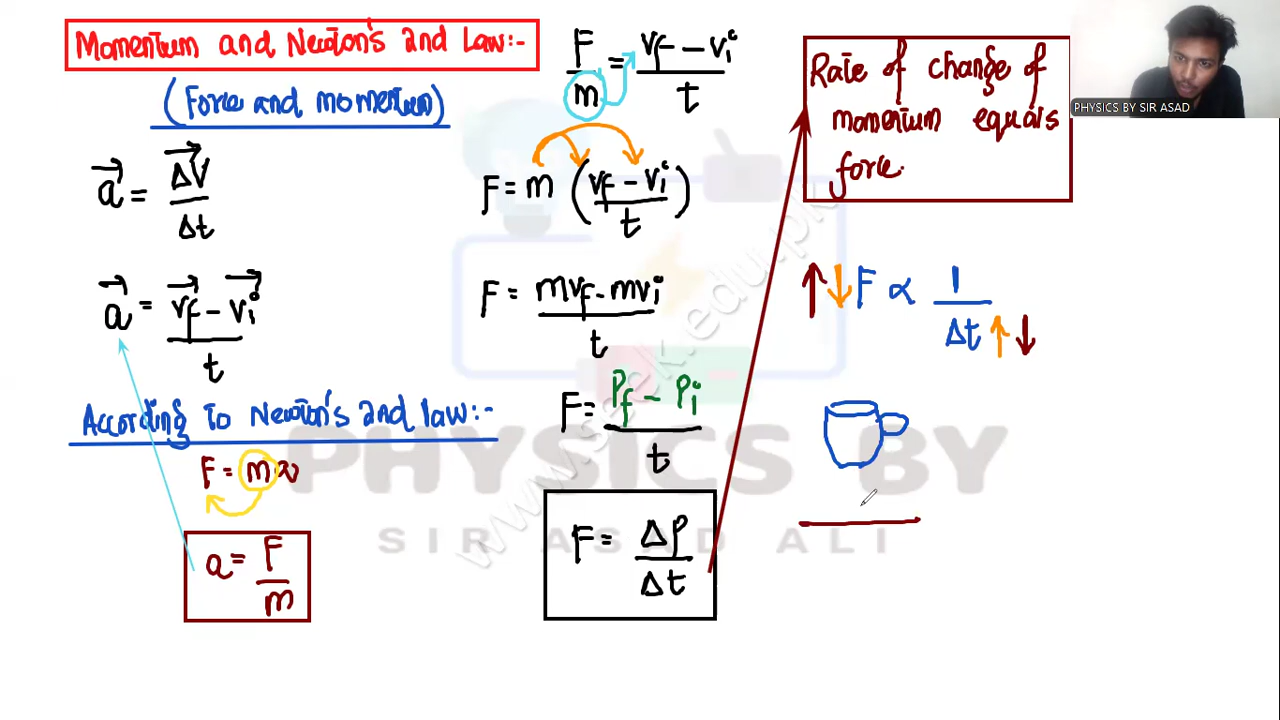 Momentum and Newton's 2nd Law:-
(Force and momentum)
a = ΔV / Δt
a = vf - vi / t
According to Newton's 2nd law:-
F = ma
a = F / m
F / m = vf - vi / t
F = m (vf - vi / t)
F = mvf - mvi / t
F = Pf - Pi / t
F = ΔP / Δt
Rate of change of
momentum equals
force.
↑↓F ∝ 1 / Δt↑↓
PHYSICS BY SIR ASAD
PHYSICS BY
SIR ASAD ALI